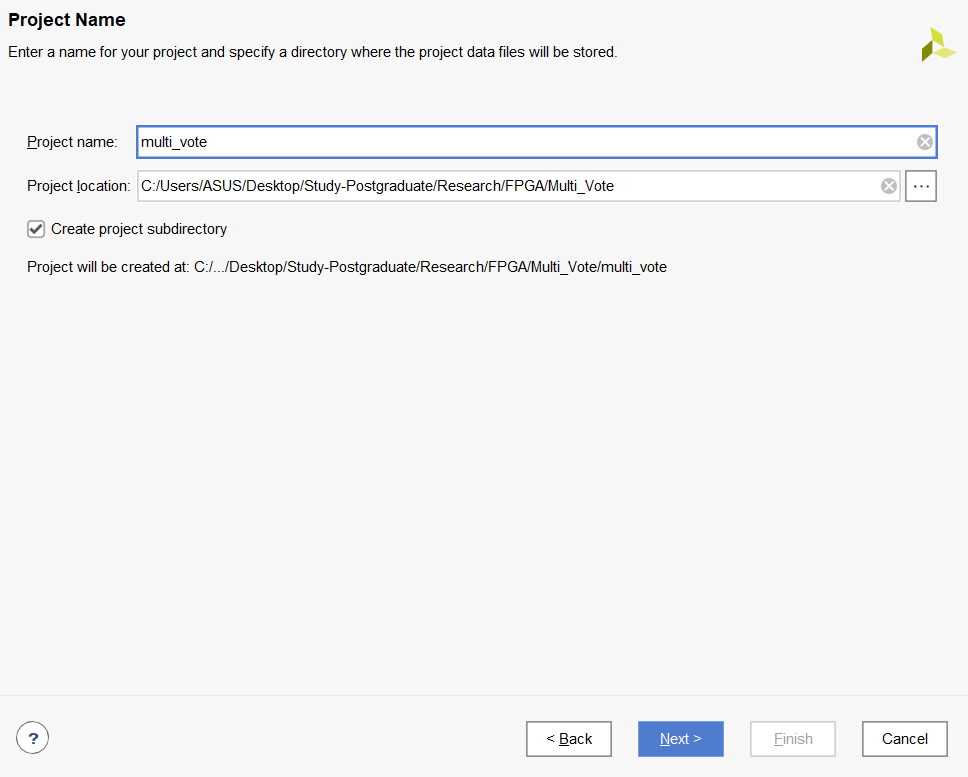 Project Name
Enter a name for your project and specify a directory where the project data files will be stored.
Project name: multi_vote
Project location: C:/Users/ASUS/Desktop/Study-Postgraduate/Research/FPGA/Multi_Vote ...
Create project subdirectory
Project will be created at: C:/.../Desktop/Study-Postgraduate/Research/FPGA/Multi_Vote/multi_vote
? < Back Next > Finish Cancel